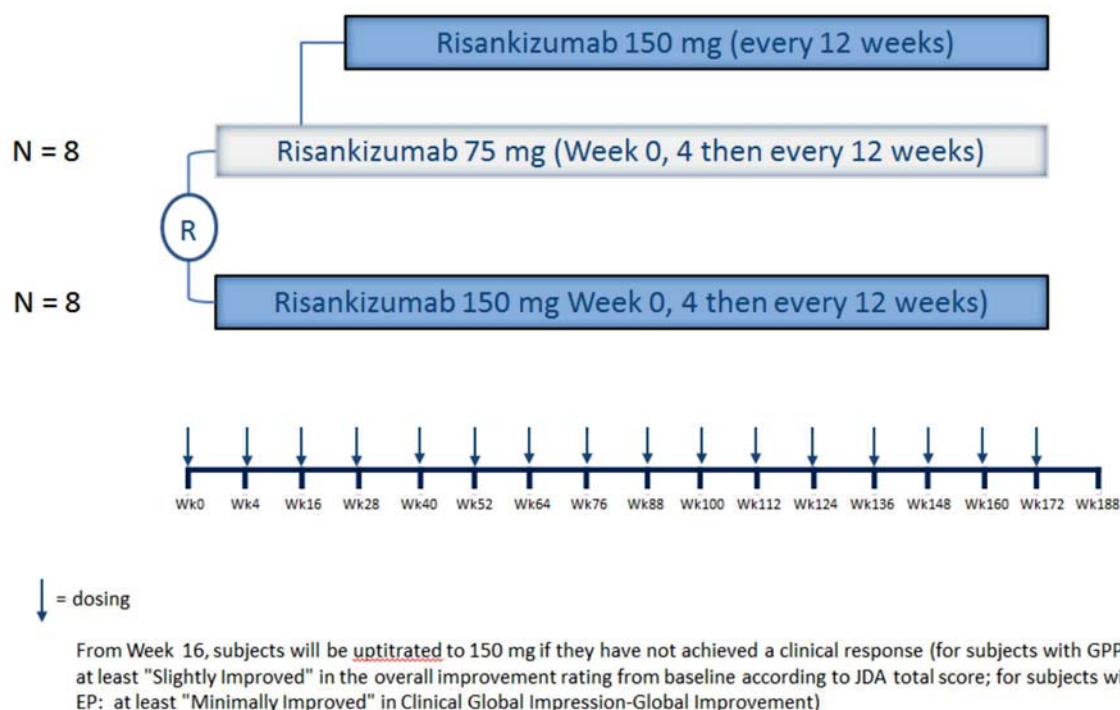 Risankizumab 150 mg (every 12 weeks)
N = 8
Risankizumab 75 mg (Week 0, 4 then every 12 weeks)
R
N = 8
Risankizumab 150 mg Week 0, 4 then every 12 weeks)
Wk0 Wk4 Wk16 Wk28 Wk40 Wk52 Wk64 Wk76 Wk88 Wk100 Wk112 Wk124 Wk136 Wk148 Wk160 Wk172 Wk188
= dosing
From Week 16, subjects will be uptitrated to 150 mg if they have not achieved a clinical response (for subjects with GPP
at least "Slightly Improved" in the overall improvement rating from baseline according to JDA total score; for subjects wi
EP: at least "Minimally Improved" in Clinical Global Impression-Global Improvement)